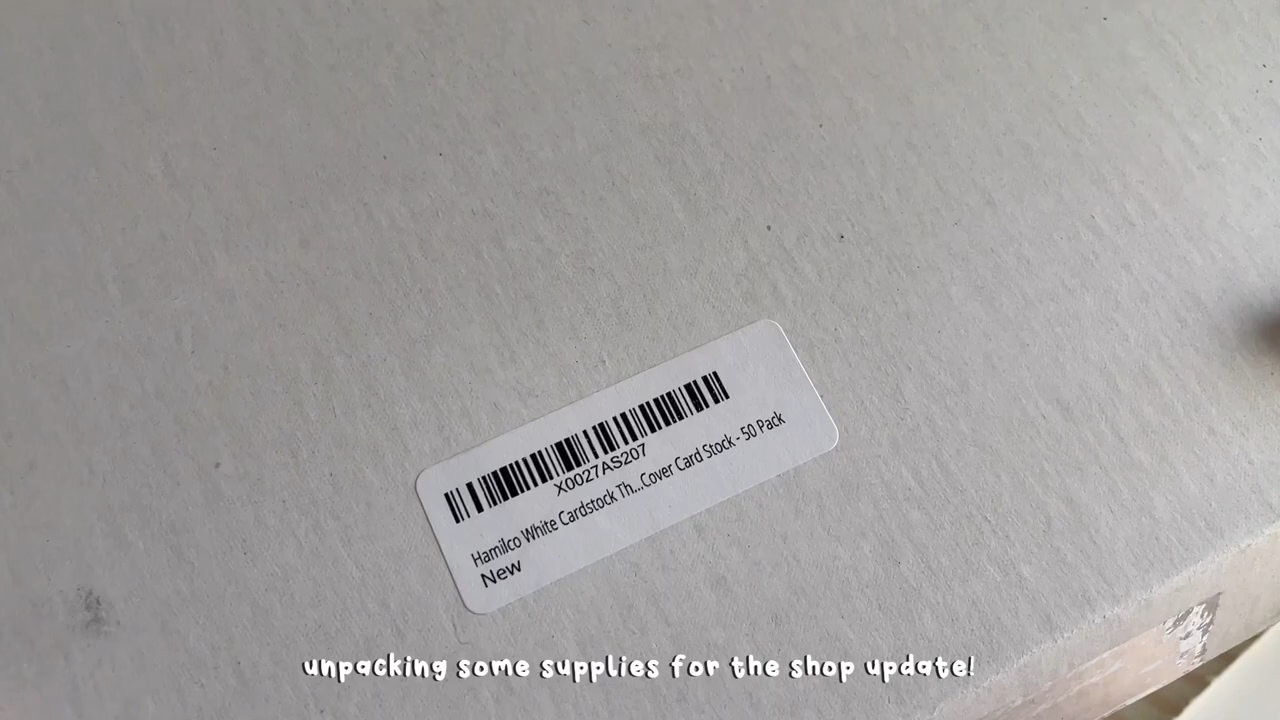 X0027AS207
Hamilco White Cardstock Th...Cover Card Stock - 50 Pack
New
unpacking some supplies for the shop update!